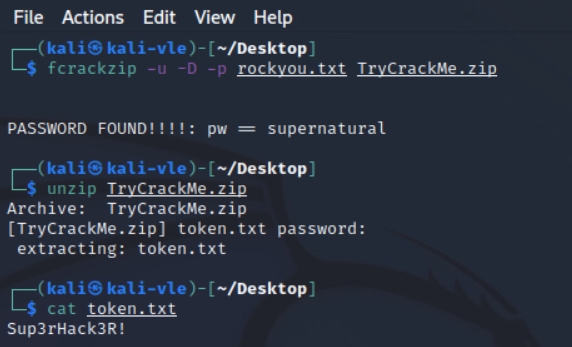 File Actions Edit View Help
┌──(kali㉿kali-vle)-[~/Desktop]
└─$ fcrackzip -u -D -p rockyou.txt TryCrackMe.zip
PASSWORD FOUND!!!!: pw == supernatural
┌──(kali㉿kali-vle)-[~/Desktop]
└─$ unzip TryCrackMe.zip
Archive:  TryCrackMe.zip
[TryCrackMe.zip] token.txt password:
 extracting: token.txt
┌──(kali㉿kali-vle)-[~/Desktop]
└─$ cat token.txt
Sup3rHack3R!